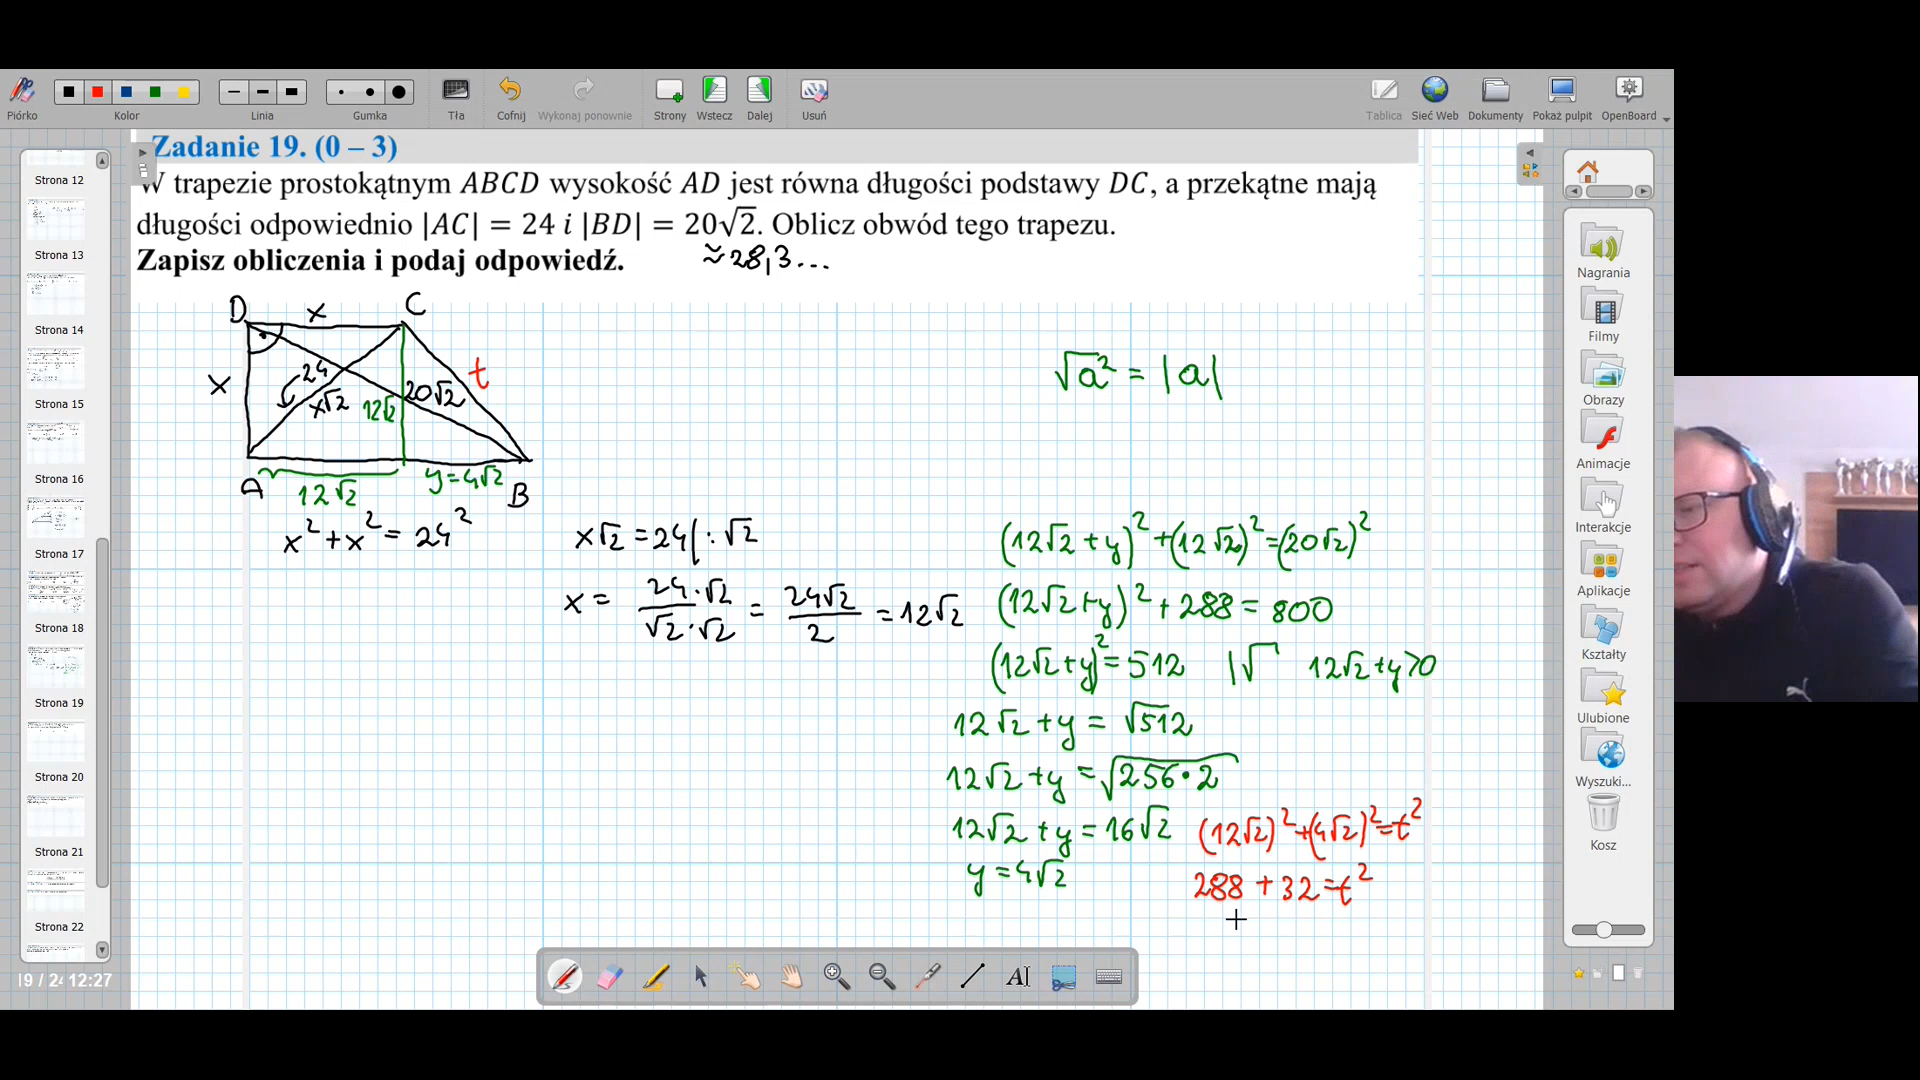 Piórko
Kolor
Linia
Gumka
Tła
Cofnij
Wykonaj ponownie
Strony
Wstecz
Dalej
Usuń
Tablica
Sieć Web
Dokumenty
Pokaż pulpit
OpenBoard
Zadanie 19. (0 – 3)
W trapezie prostokątnym ABCD wysokość AD jest równa długości podstawy DC, a przekątne mają
długości odpowiednio |AC| = 24 i |BD| = 20√2. Oblicz obwód tego trapezu.
Zapisz obliczenia i podaj odpowiedź.
≈28,3...
D x C
x
24
x√2
12√2
20√2
t
A 12√2 y=4√2 B
x²+x²=24²
x√2=24|:√2
x = 24·√2/√2·√2 = 24√2/2 = 12√2
√a² = |a|
(12√2+y)²+(12√2)²=(20√2)²
(12√2+y)²+288=800
(12√2+y)²=512 |√ 12√2+y>0
12√2+y = √512
12√2+y = √256·2
12√2+y = 16√2
y=4√2
(12√2)²+(4√2)²=t²
288+32=t²
Strona 12
Strona 13
Strona 14
Strona 15
Strona 16
Strona 17
Strona 18
Strona 19
Strona 20
Strona 21
Strona 22
19 / 24 12:27
Nagrania
Filmy
Obrazy
Animacje
Interakcje
Aplikacje
Kształty
Ulubione
Wyszuki...
Kosz
AI